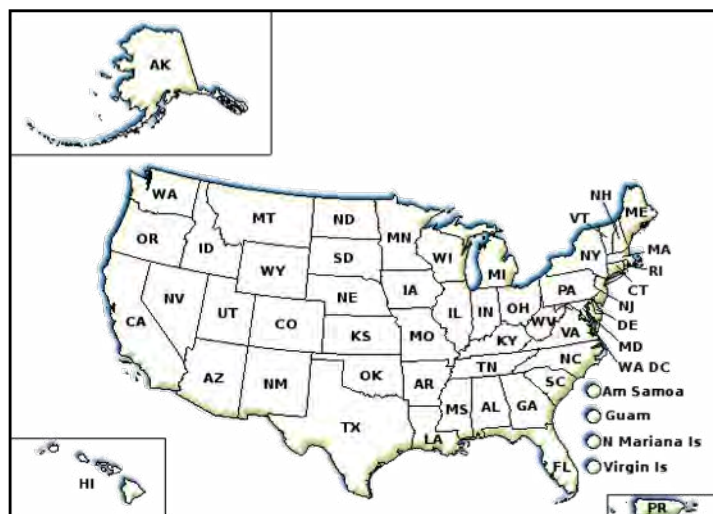 AK
NH
WA
VT
ME
MT
ND
MN
OR
ID
SD
WI
MI
NY
MA
RI
WY
CT
IA
PA
NE
NJ
NV
UT
IL
IN
OH
DE
CA
CO
KS
MO
WV
VA
MD
KY
WA DC
NC
TN
OK
AZ
NM
AR
SC
Am Samoa
MS
AL
GA
Guam
TX
LA
N Mariana Is
FL
Virgin Is
HI
PR